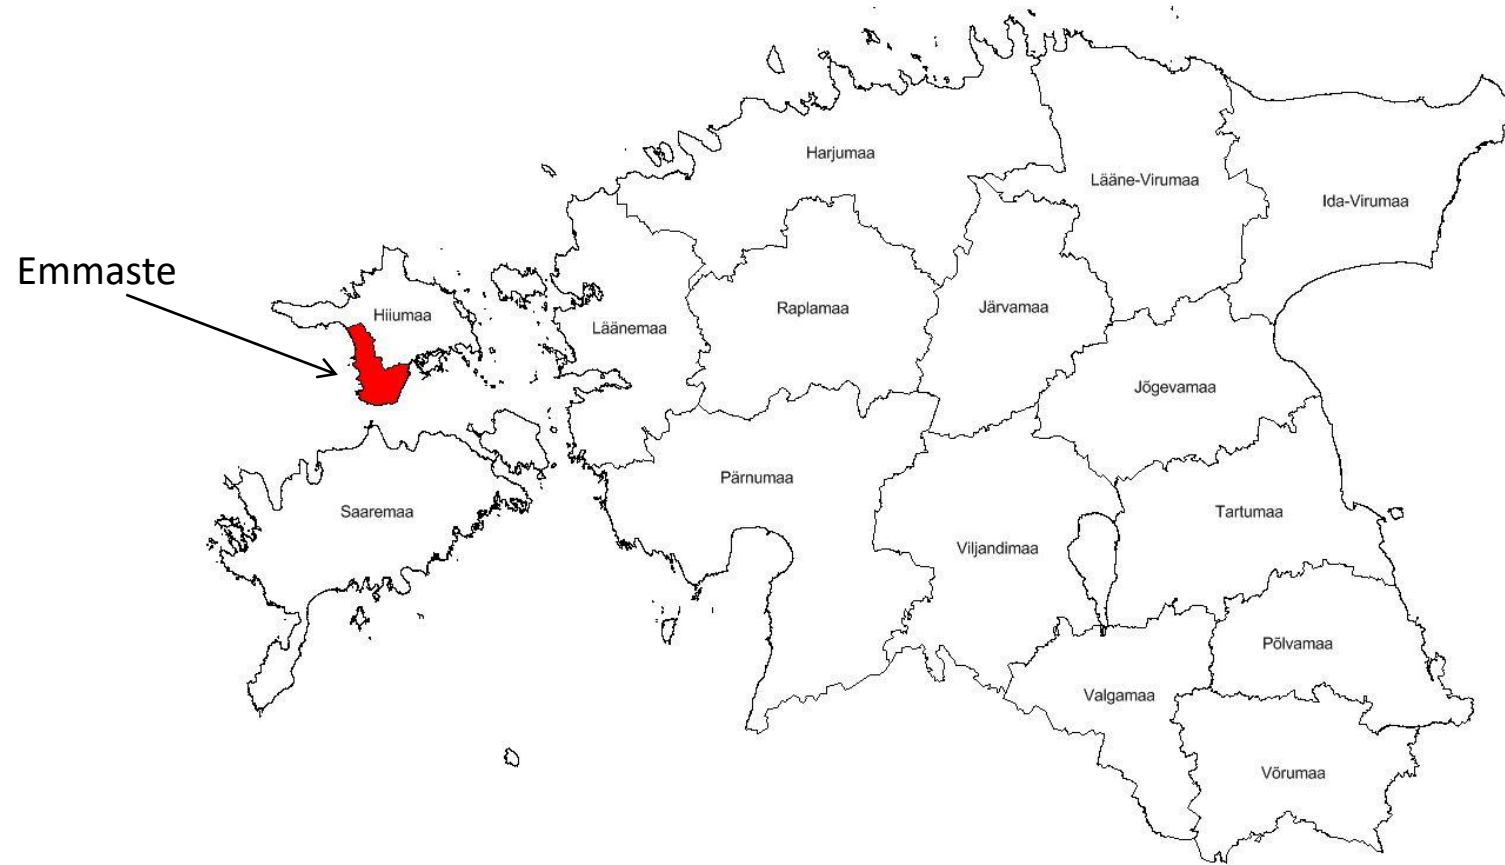 Harjumaa
Lääne-Virumaa
Ida-Virumaa
Emmaste
Hiiumaa
Läänemaa
Raplamaa
Järvamaa
Jõgevamaa
Pärnumaa
Saaremaa
Viljandimaa
Tartumaa
Põlvamaa
Valgamaa
Võrumaa